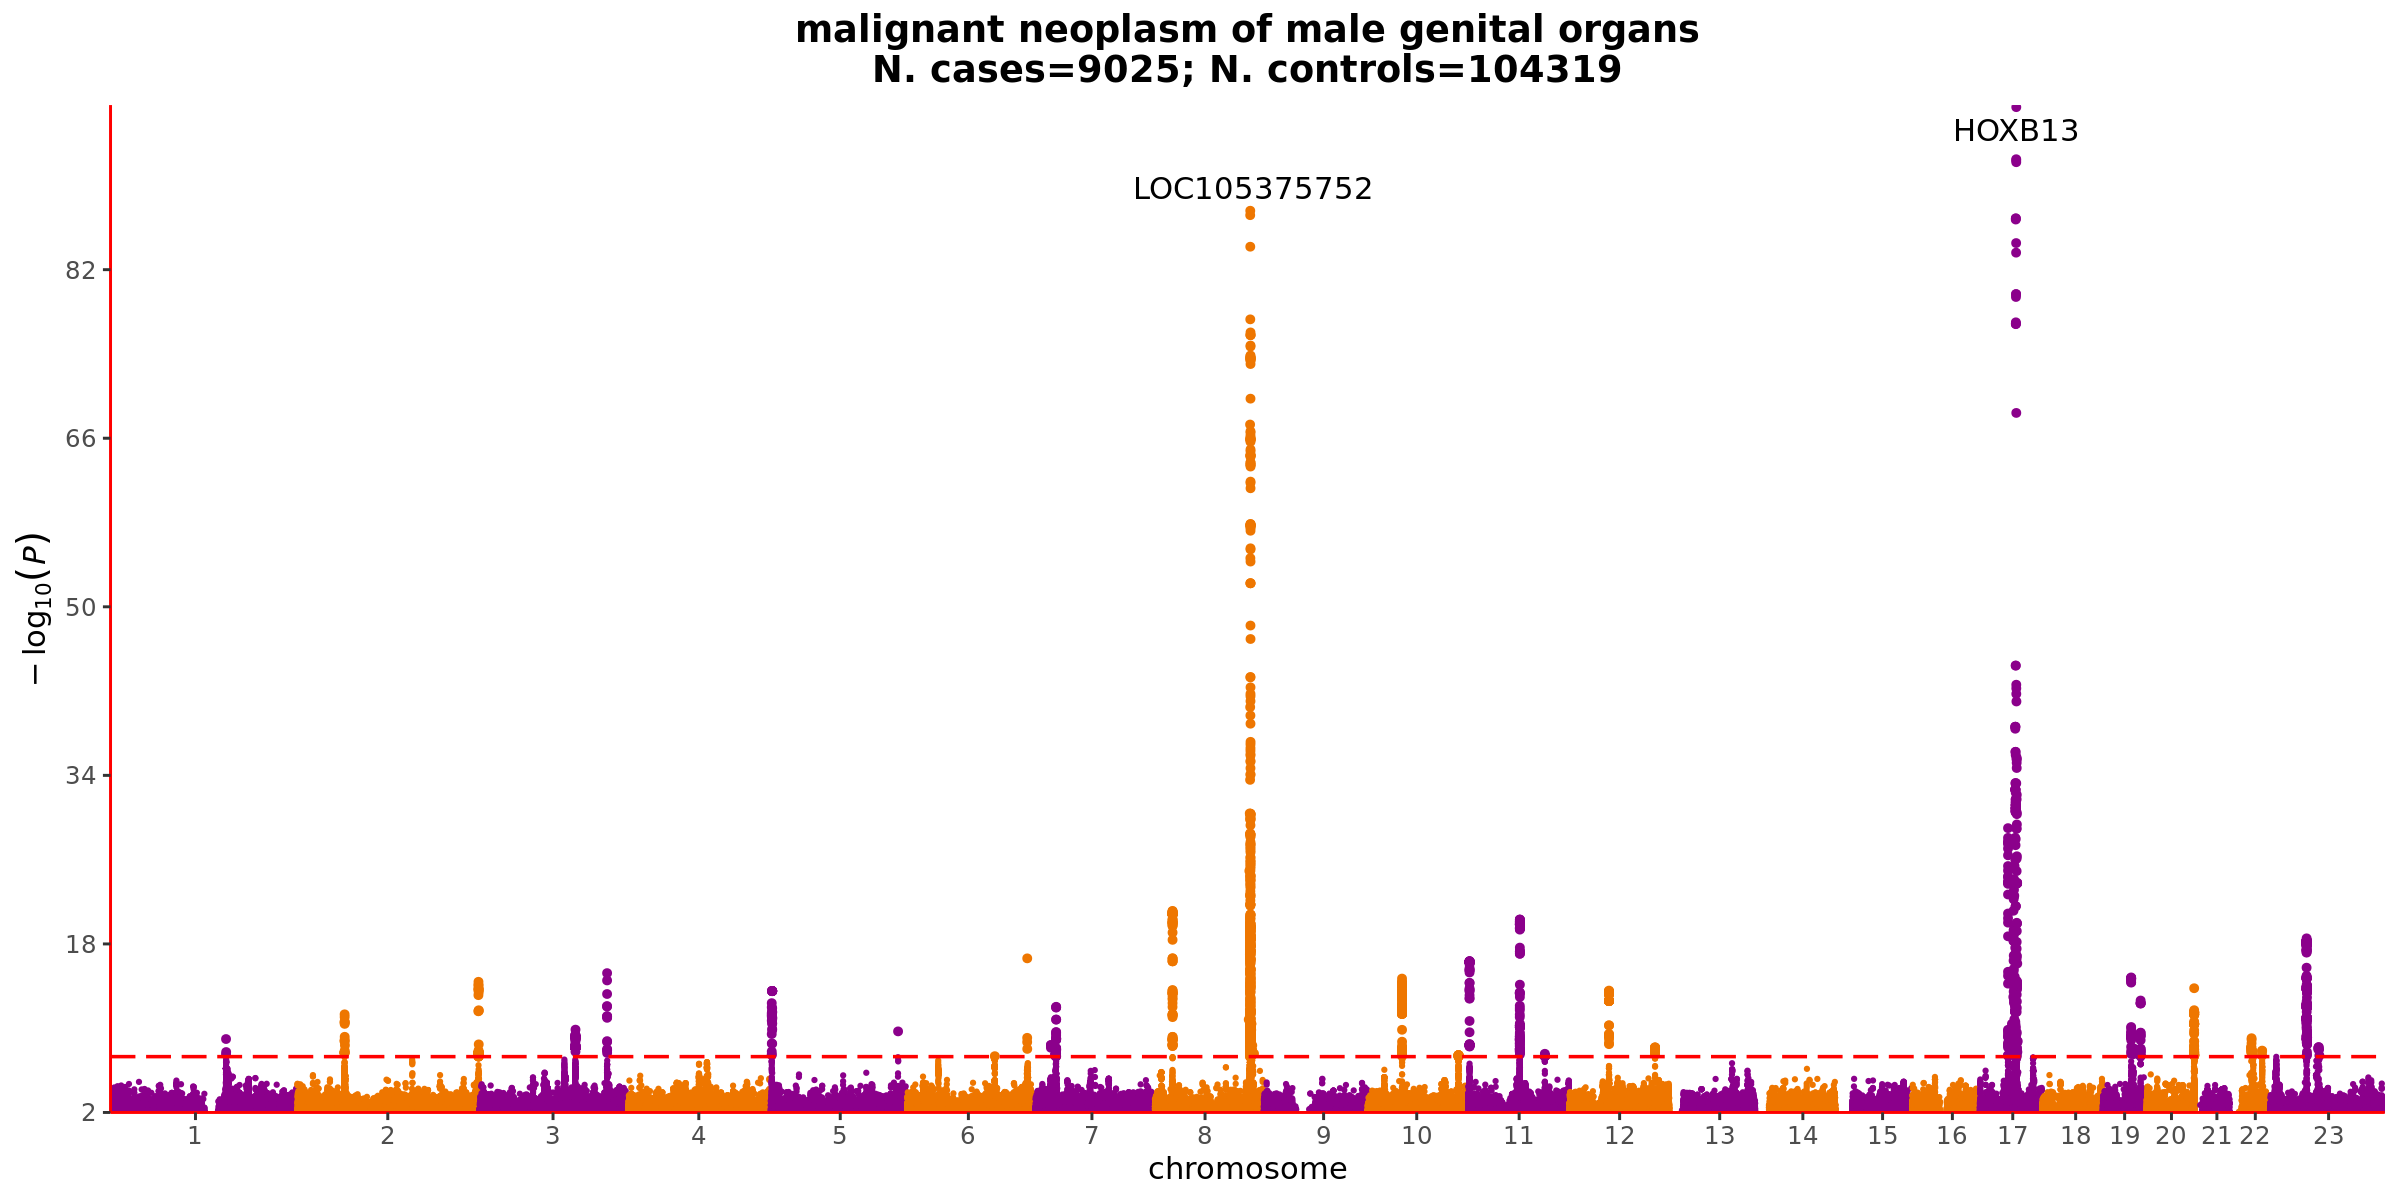 malignant neoplasm of male genital organs
N. cases=9025; N. controls=104319
HOXB13
LOC105375752
82
66
50
34
18
2
− log10(P)
1 2 3 4 5 6 7 8 9 10 11 12 13 14 15 16 17 18 19 20 21 22 23
chromosome